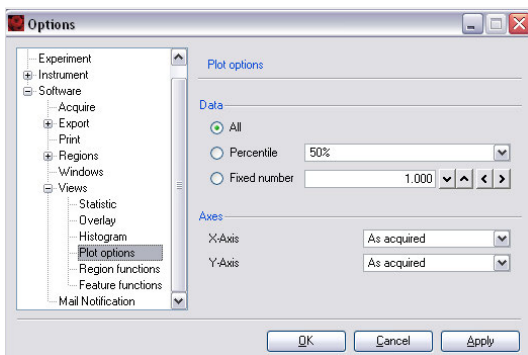 Options
Experiment
Instrument
Software
Acquire
Export
Print
Regions
Windows
Views
Statistic
Overlay
Histogram
Plot options
Region functions
Feature functions
Mail Notification
Plot options
Data
All
Percentile 50%
Fixed number 1.000
Axes
X-Axis As acquired
Y-Axis As acquired
OK Cancel Apply